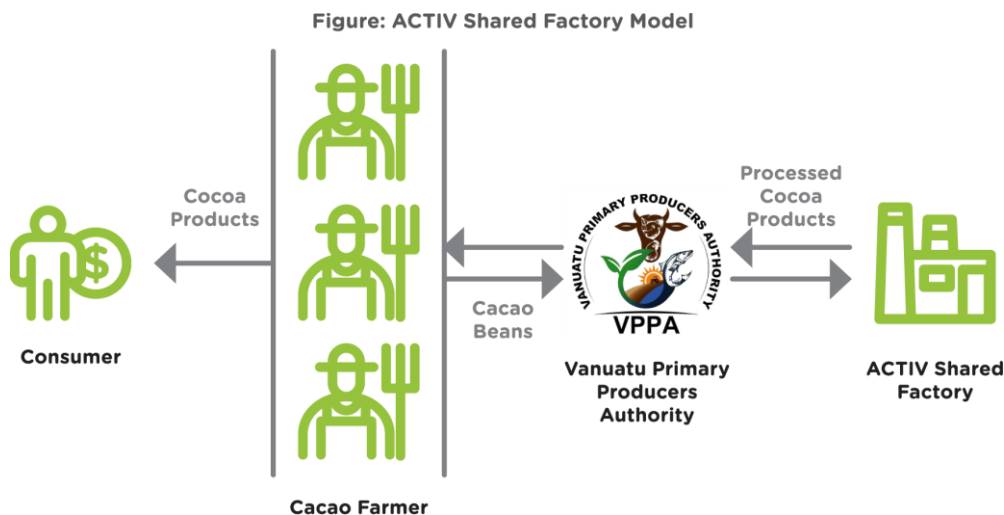 Figure: ACTIV Shared Factory Model
Cocoa
Products
Consumer
Cacao Farmer
Cacao
Beans
VANUATU PRIMARY PRODUCERS AUTHORITY
VPPA
Vanuatu Primary
Producers
Authority
Processed
Cocoa
Products
ACTIV Shared
Factory
$